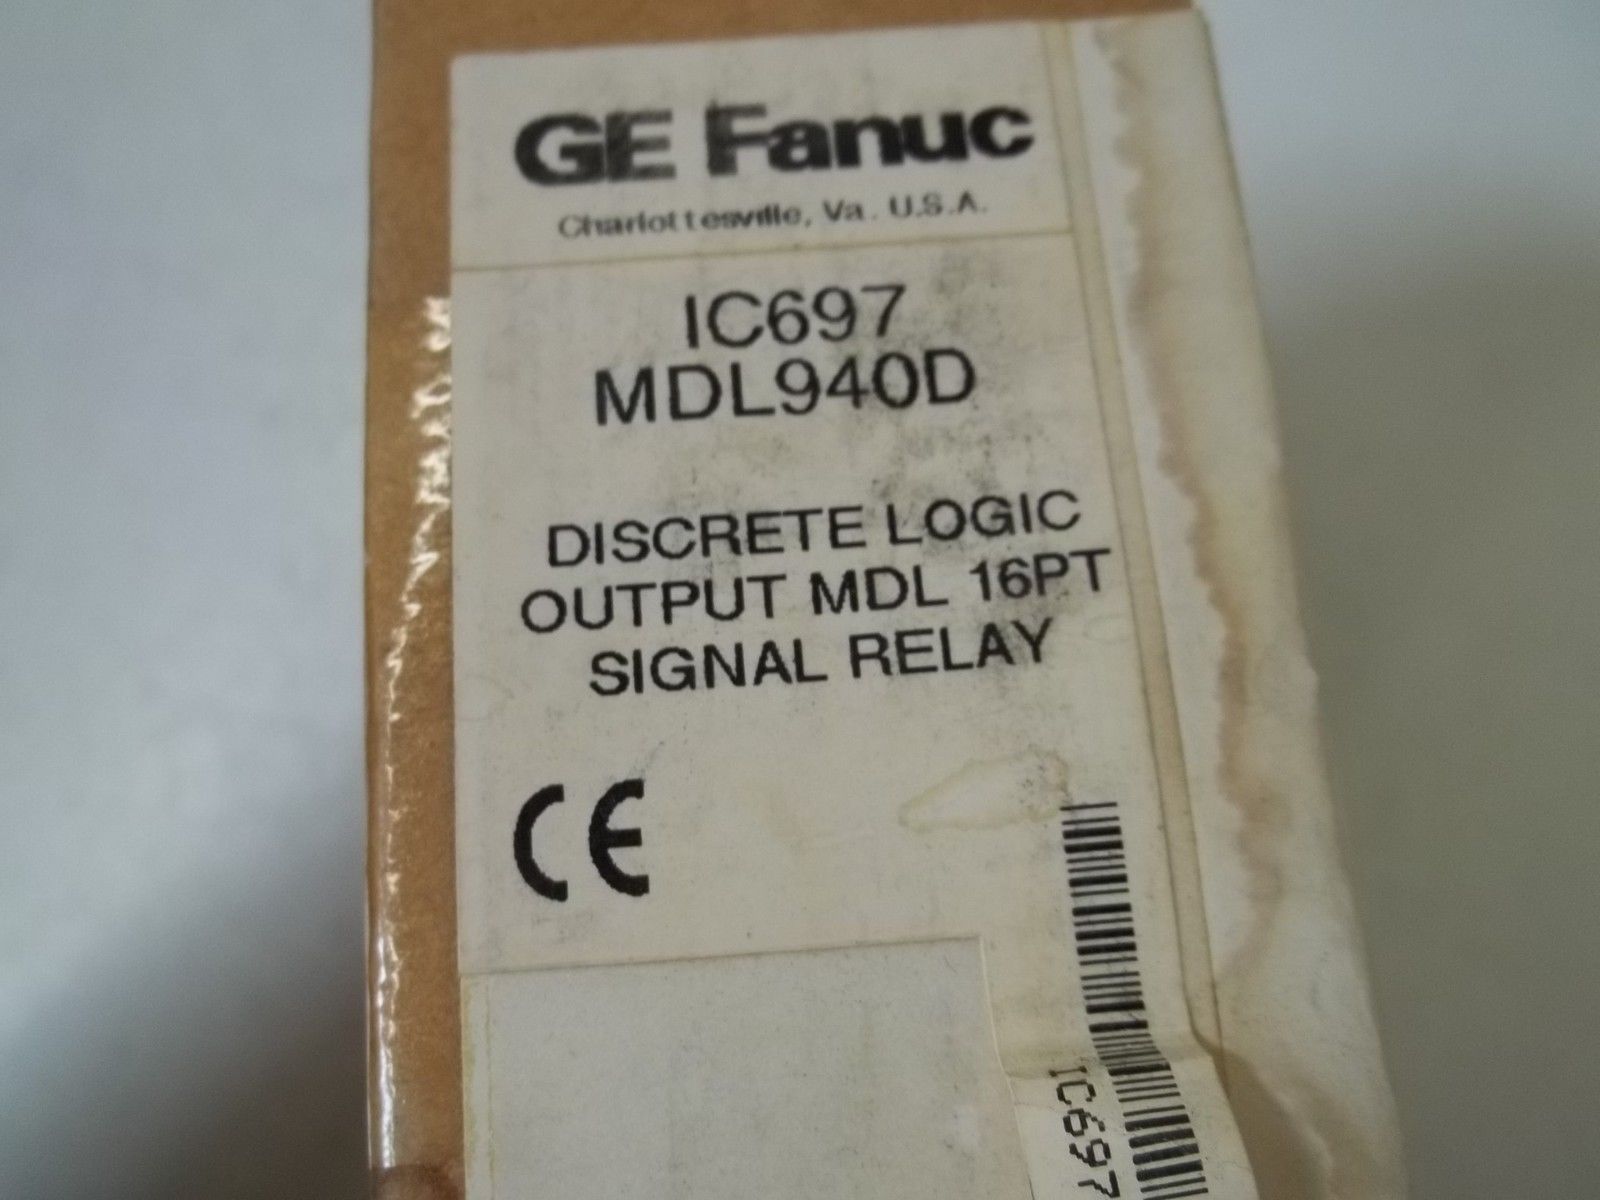 GE Fanuc
Charlottesville, Va. U.S.A.
IC697
MDL940D
DISCRETE LOGIC
OUTPUT MDL 16PT
SIGNAL RELAY
CE
IC697